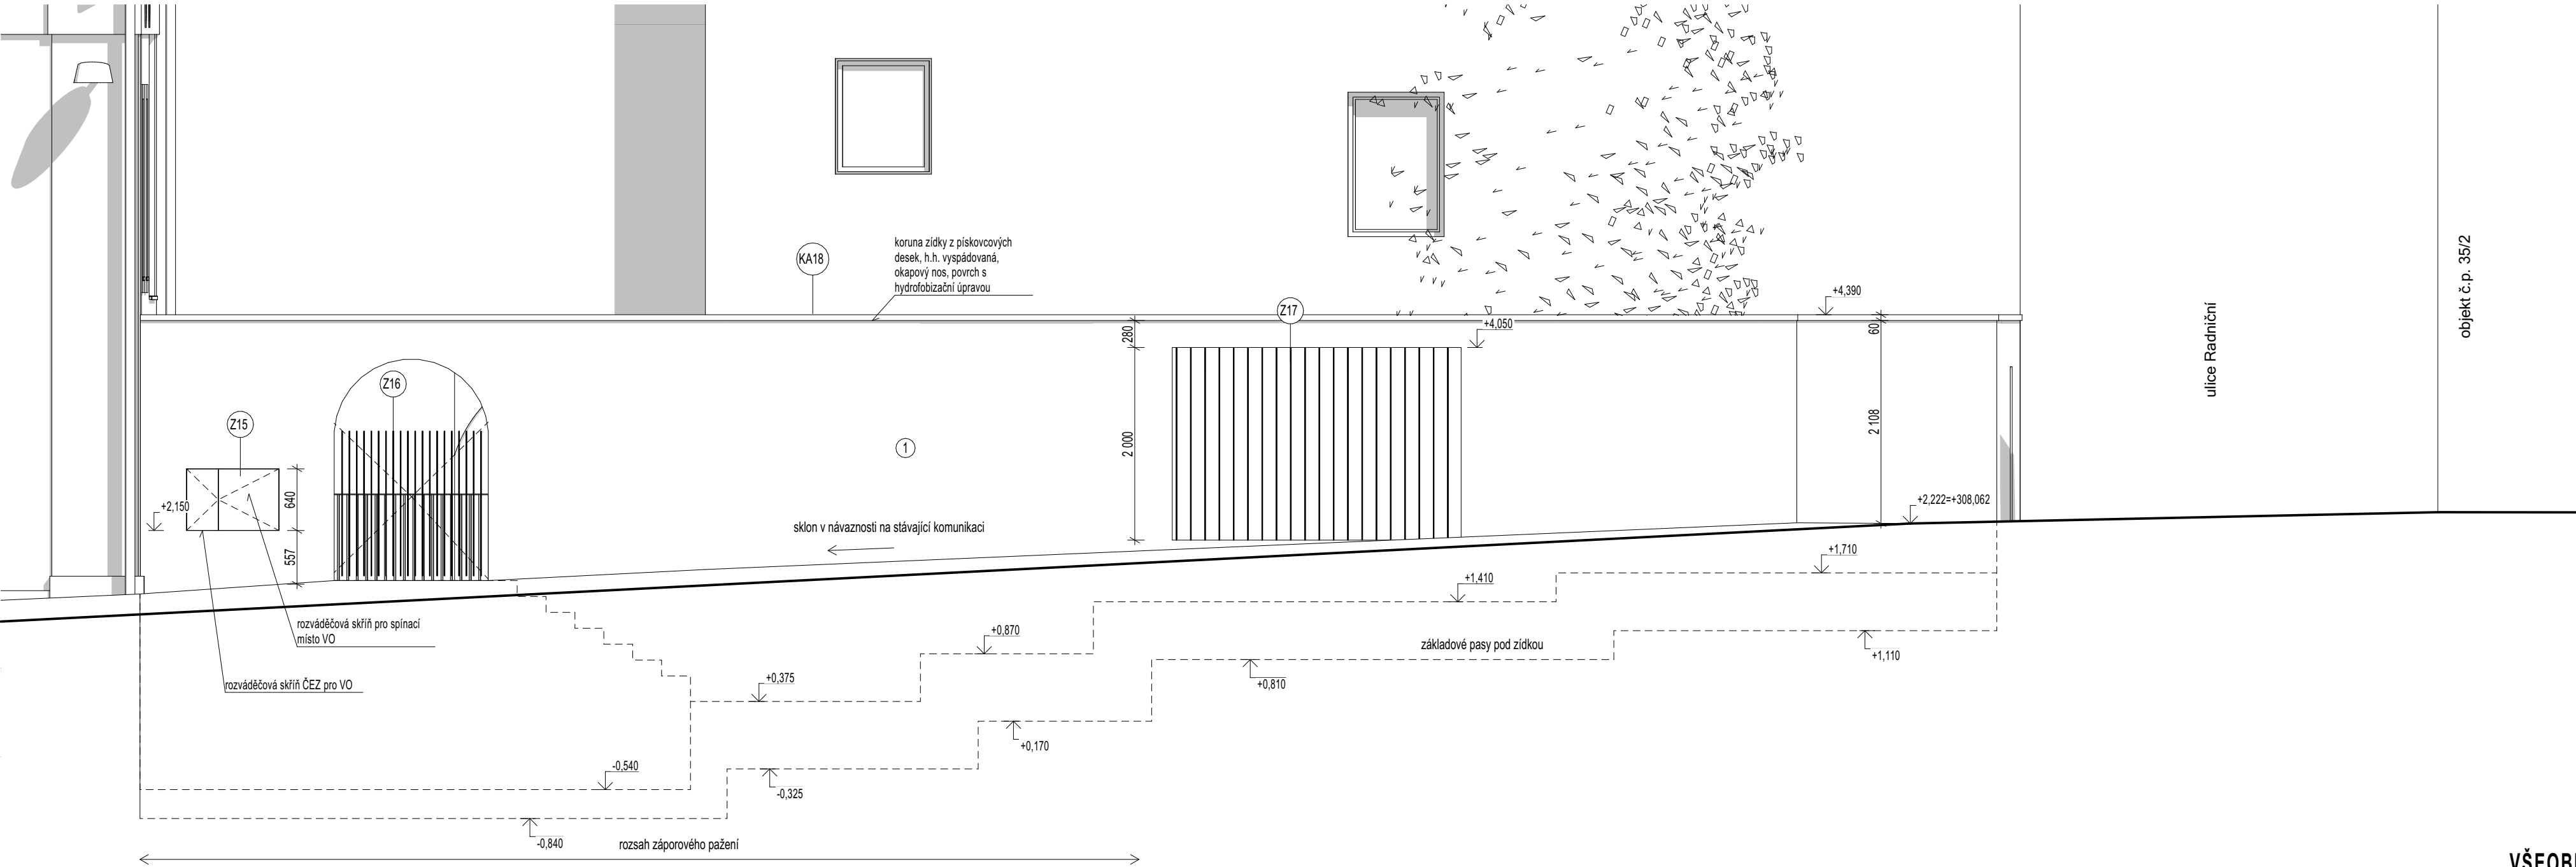 koruna zídky z pískovcových
desek, h.h. vyspádovaná,
okapový nos, povrch s
hydrofobizační úpravou
KA18
Z17
+4,390
+4,050
280
60
Z16
Z15
1
2 000
2 108
640
557
+2,150
+2,222=+308,062
sklon v návaznosti na stávající komunikaci
ulice Radniční
objekt č.p. 35/2
+1,710
+1,410
+0,870
rozváděčová skříň pro spínací
místo VO
základové pasy pod zídkou
+1,110
rozváděčová skříň ČEZ pro VO
+0,375
+0,810
+0,170
-0,540
-0,325
-0,840
rozsah záporového pažení